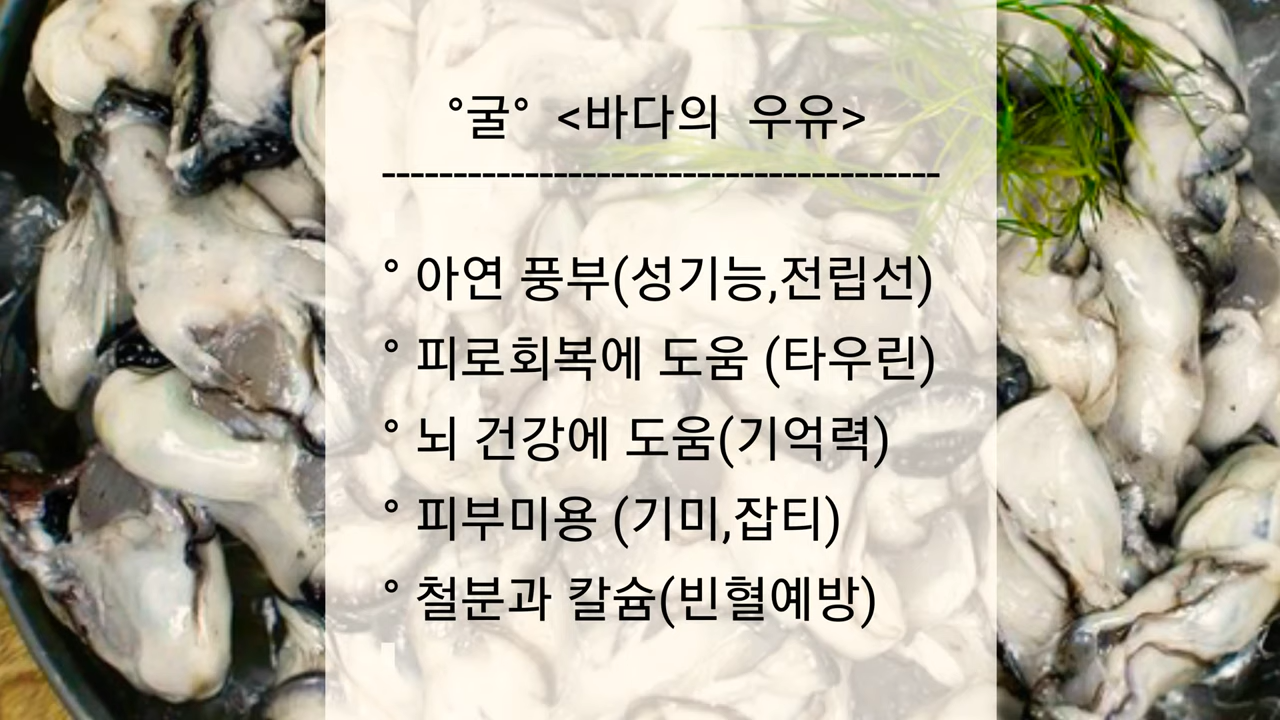 °굴° <바다의 우유>
---------------------------------------
° 아연 풍부(성기능,전립선)
° 피로회복에 도움 (타우린)
° 뇌 건강에 도움(기억력)
° 피부미용 (기미,잡티)
° 철분과 칼슘(빈혈예방)